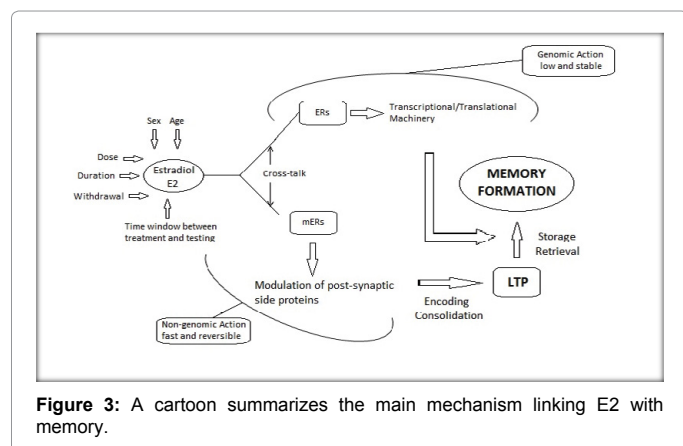 Genomic Action
low and stable
ERs
Transcriptional/Translational
Machinery
Sex Age
Dose
Duration
Withdrawal
Estradiol
E2
Time window between
treatment and testing
Cross-talk
mERs
MEMORY
FORMATION
Storage
Retrieval
LTP
Modulation of post-synaptic
side proteins
Encoding
Consolidation
Non-genomic Action
fast and reversible
Figure 3: A cartoon summarizes the main mechanism linking E2 with
memory.